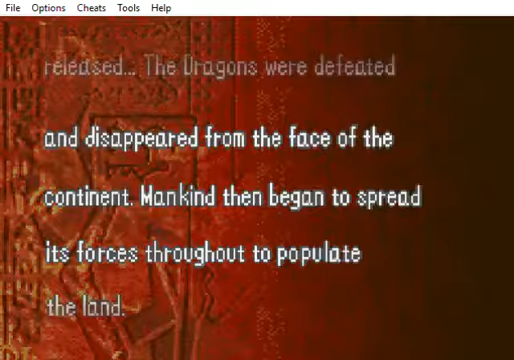 File Options Cheats Tools Help
released... The Dragons were defeated
and disappeared from the face of the
continent. Mankind then began to spread
its forces throughout to populate
the land.